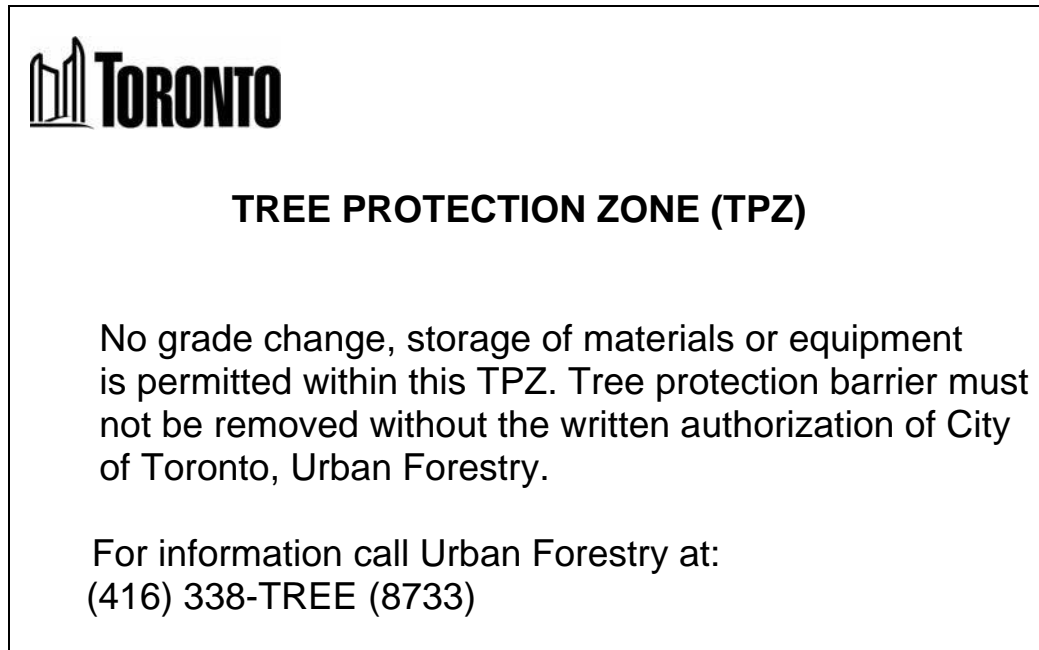 TORONTO
TREE PROTECTION ZONE (TPZ)
No grade change, storage of materials or equipment
is permitted within this TPZ. Tree protection barrier must
not be removed without the written authorization of City
of Toronto, Urban Forestry.
For information call Urban Forestry at:
(416) 338-TREE (8733)